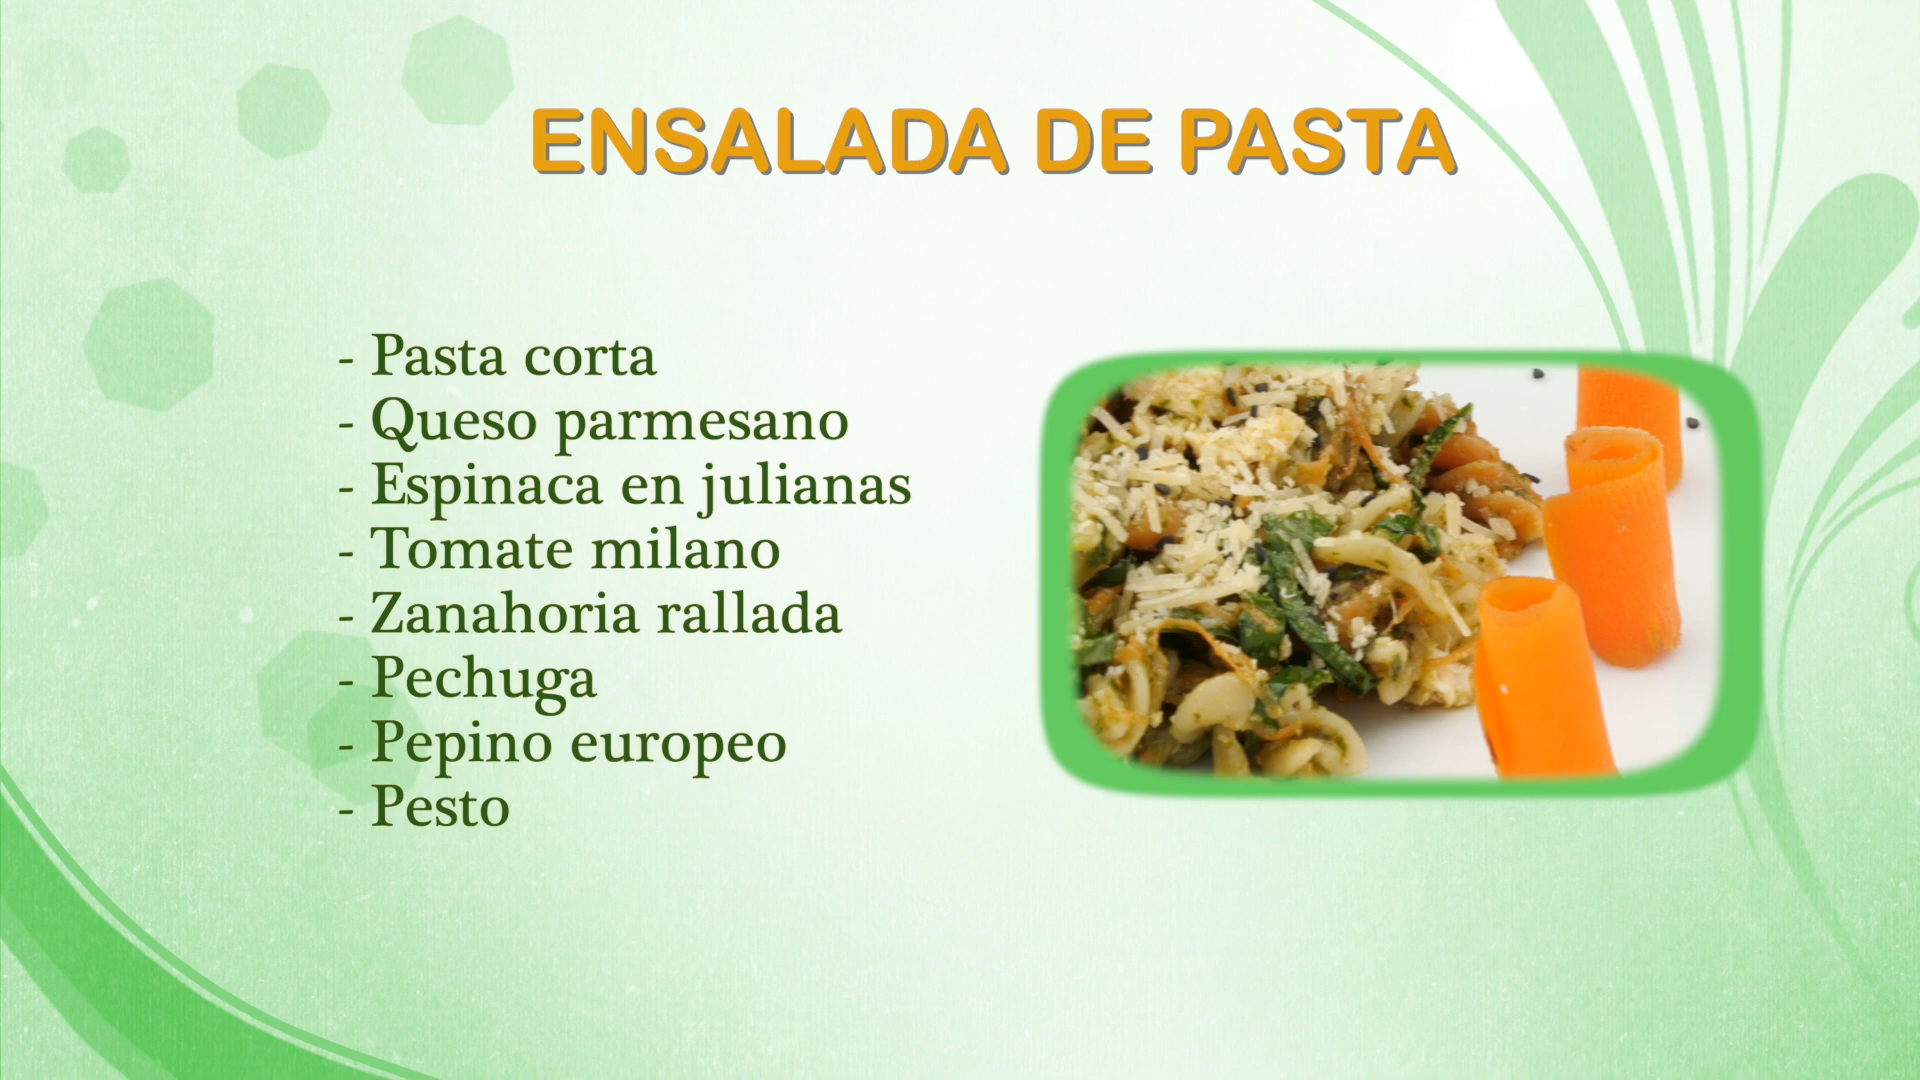 ENSALADA DE PASTA
- Pasta corta
- Queso parmesano
- Espinaca en julianas
- Tomate milano
- Zanahoria rallada
- Pechuga
- Pepino europeo
- Pesto